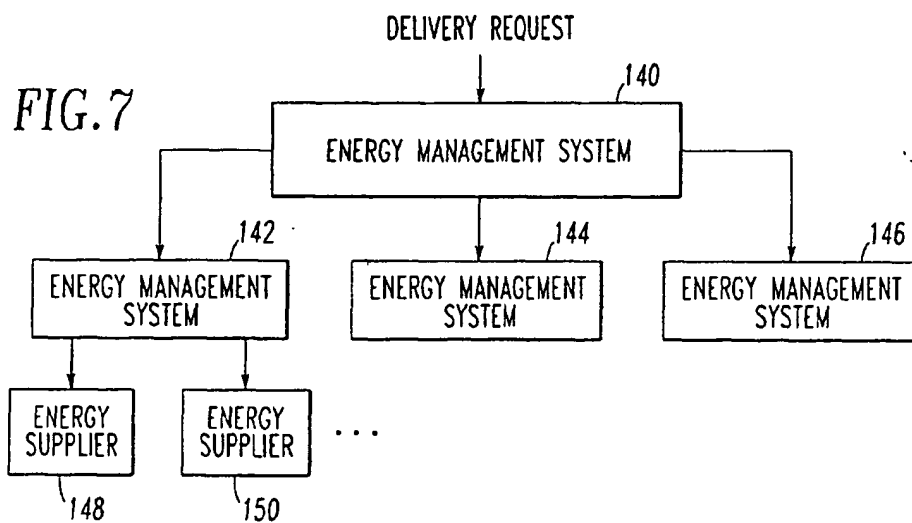 DELIVERY REQUEST
FIG. 7
140
ENERGY MANAGEMENT SYSTEM
142
ENERGY MANAGEMENT
SYSTEM
144
ENERGY MANAGEMENT
SYSTEM
146
ENERGY MANAGEMENT
SYSTEM
ENERGY
SUPPLIER
148
ENERGY
SUPPLIER
150
...